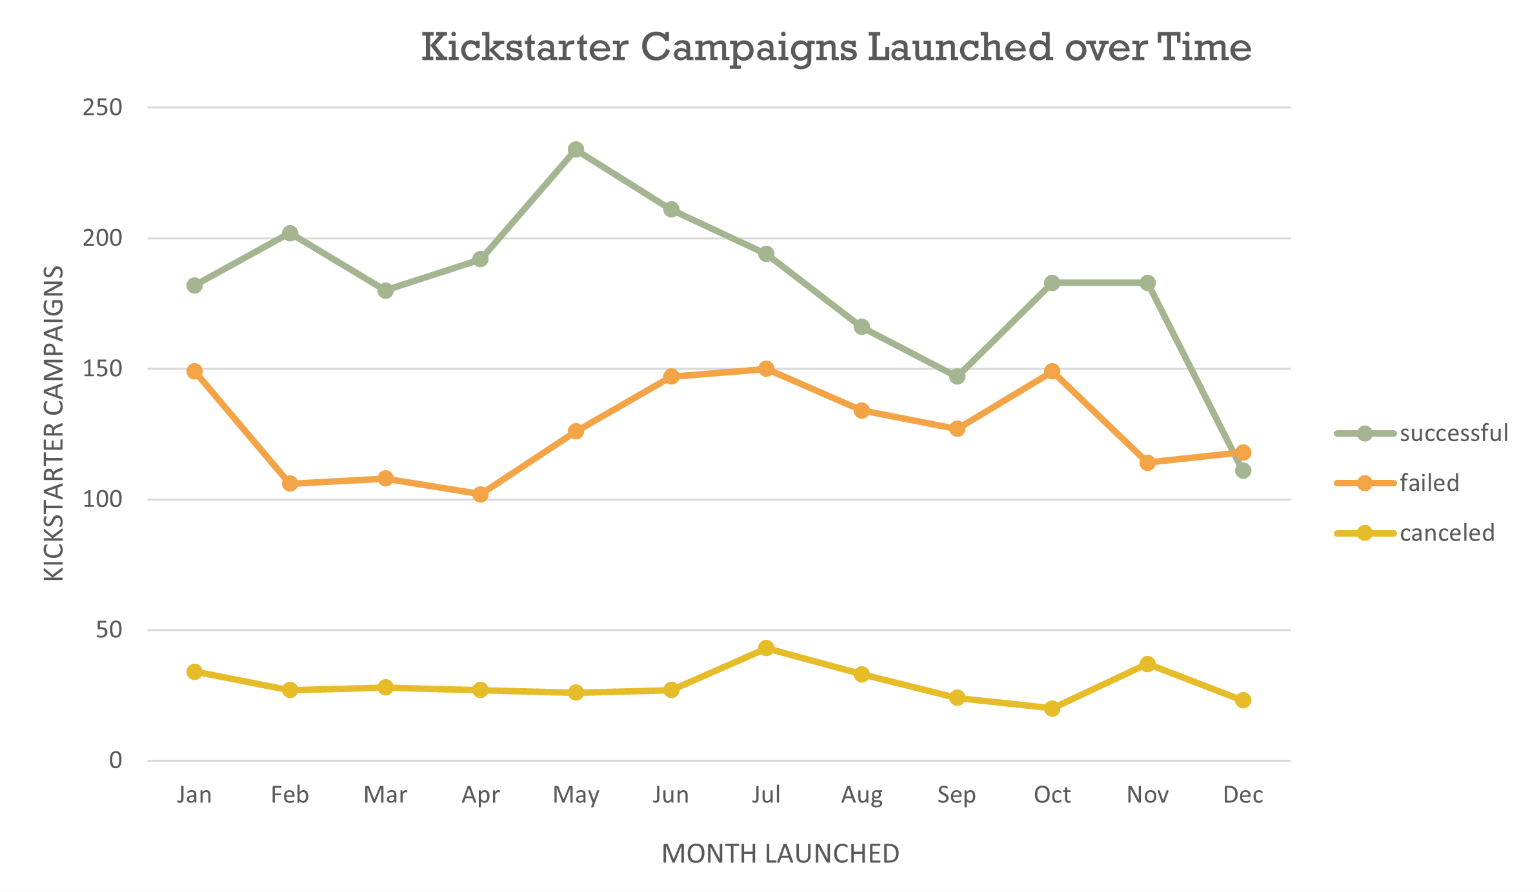 Kickstarter Campaigns Launched over Time
250
200
150
100
50
0
KICKSTARTER CAMPAIGNS
Jan Feb Mar Apr May Jun Jul Aug Sep Oct Nov Dec
MONTH LAUNCHED
successful
failed
canceled